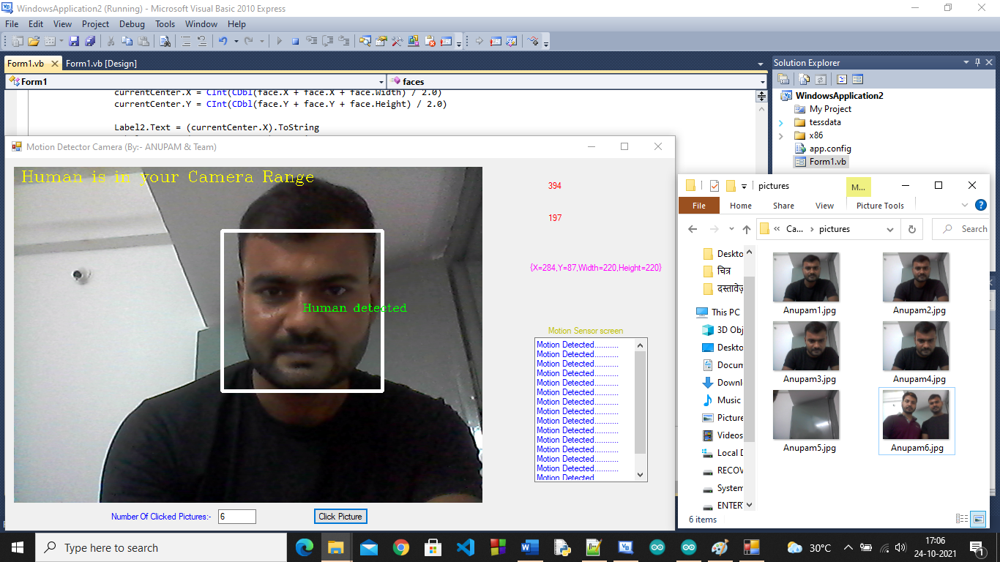 WindowsApplication2 (Running) - Microsoft Visual Basic 2010 Express
File Edit View Project Debug Tools Window Help
Form1.vb Form1.vb [Design]
Form1 faces
currentCenter.X = CInt(CDbl(face.X + face.X + face.Width) / 2.0)
currentCenter.Y = CInt(CDbl(face.Y + face.Y + face.Height) / 2.0)
Label2.Text = (currentCenter.X).ToString
Solution Explorer
WindowsApplication2
My Project
tessdata
x86
app.config
Form1.vb
Motion Detector Camera (By:- ANUPAM & Team)
Human is in your Camera Range
Human detected
394
197
{X=284,Y=87,Width=220,Height=220}
Motion Sensor screen
Motion Detected...........
Motion Detected...........
Motion Detected...........
Motion Detected...........
Motion Detected...........
Motion Detected...........
Motion Detected...........
Motion Detected...........
Motion Detected...........
Motion Detected...........
Motion Detected...........
Motion Detected...........
Motion Detected...........
Motion Detected...........
Motion Detected
Number Of Clicked Pictures:- 6 Click Picture
pictures M...
File Home Share View Picture Tools
« Ca... pictures Search
Deskto
चित्र
दस्तावेज़
This PC
3D Obj
Deskto
Docum
Downl
Music
Picture
Videos
Local D
RECOV
System
ENTER
Anupam1.jpg Anupam2.jpg
Anupam3.jpg Anupam4.jpg
Anupam5.jpg Anupam6.jpg
6 items
Type here to search
30°C
17:06
24-10-2021
1